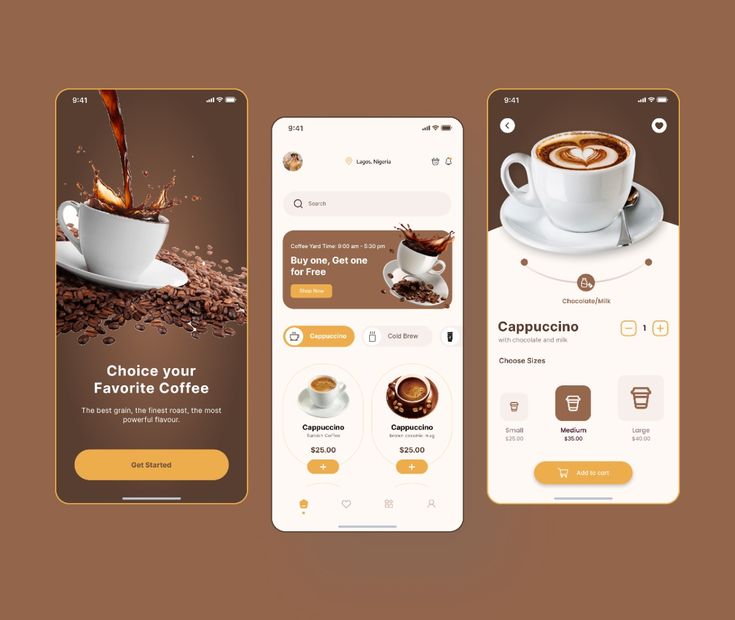 9:41
Choice your
Favorite Coffee
The best grain, the finest roast, the most
powerful flavour.
Get Started
9:41
Lagos, Nigeria
Search
Coffee Yard Time: 9:00 am - 5:30 pm
Buy one, Get one
for Free
Shop Now
Cappuccino
Cold Brew
Cappuccino
Cappuccino
Turkish Coffee
brown ceramic mug
$25.00
$25.00
9:41
Chocolate/Milk
Cappuccino
1
with chocolate and milk
Choose Sizes
Small
Medium
Large
$25.00
$35.00
$40.00
Add to cart